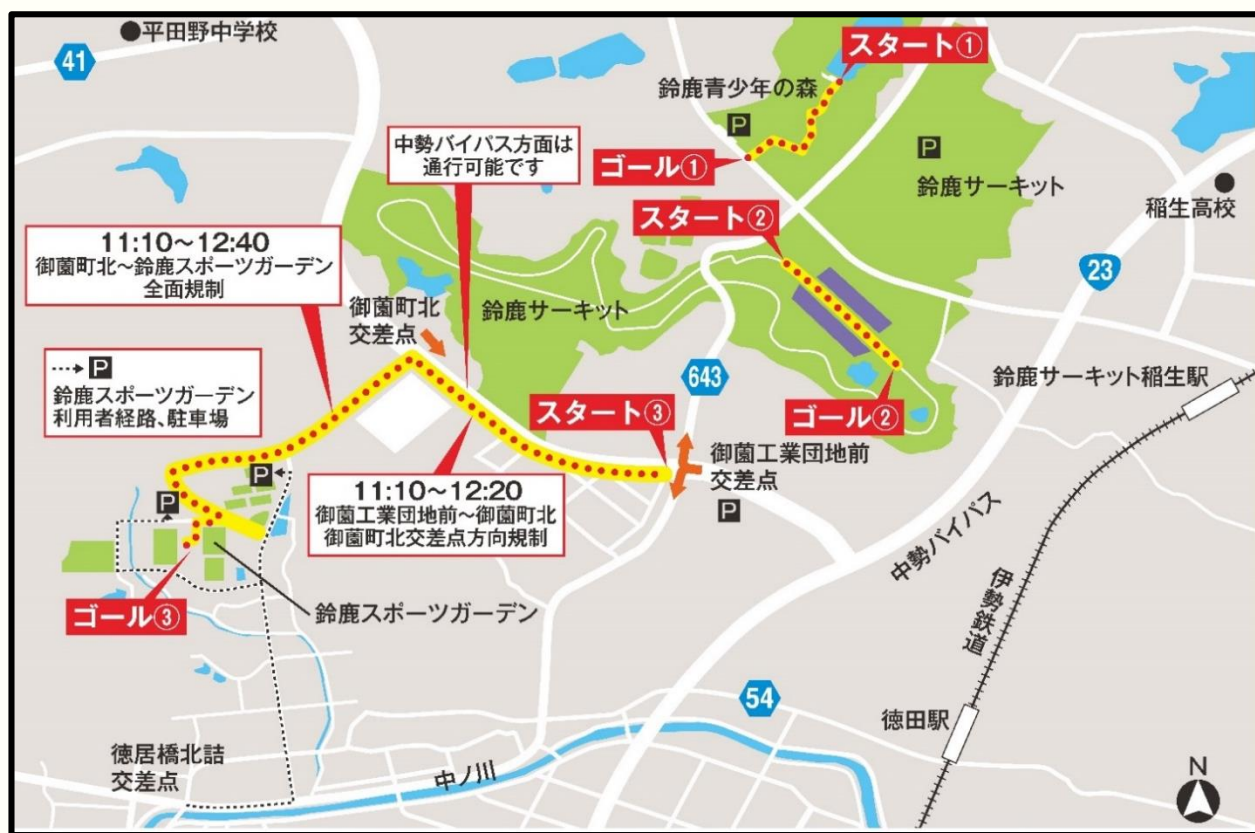 平田野中学校
41
スタート①
鈴鹿青少年の森
P
P
中勢バイパス方面は
通行可能です
ゴール①
鈴鹿サーキット
稲生高校
スタート②
23
11:10～12:40
御薗町北～鈴鹿スポーツガーデン
全面規制
御薗町北
交差点
鈴鹿サーキット
643
鈴鹿サーキット稲生駅
P
鈴鹿スポーツガーデン
利用者経路、駐車場
スタート③
ゴール②
御薗工業団地前
交差点
P
P
P
11:10～12:20
御薗工業団地前～御薗町北
御薗町北交差点方向規制
中勢バイパス
伊勢鉄道
ゴール③
鈴鹿スポーツガーデン
54
徳田駅
徳居橋北詰
交差点
中ノ川
N